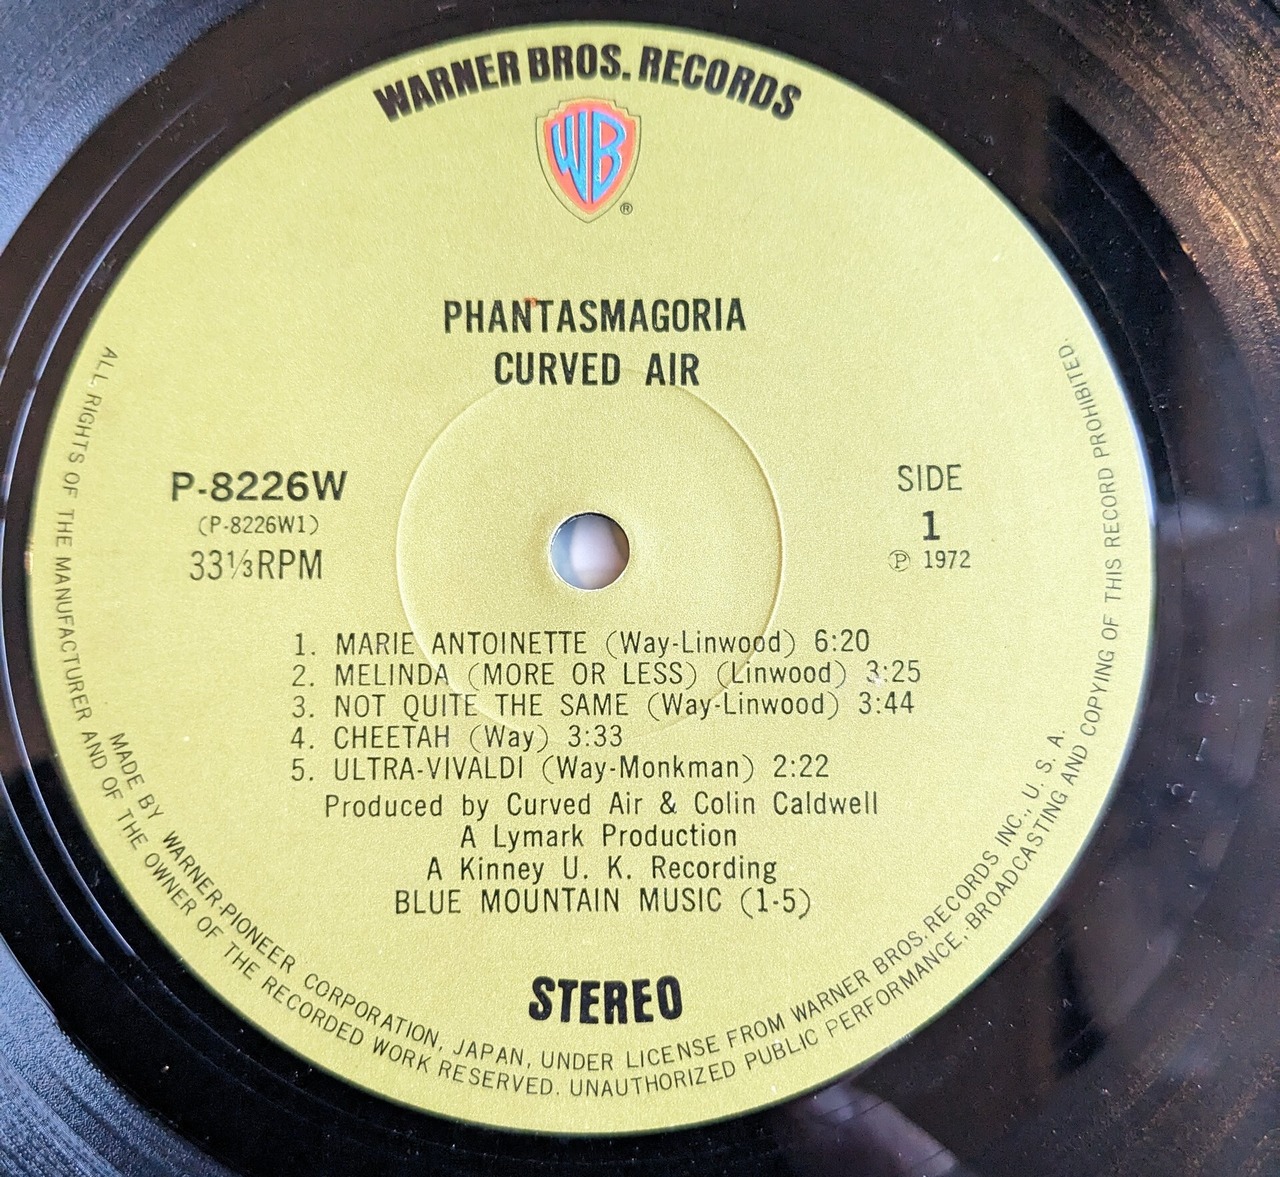 WARNER BROS. RECORDS
WB
®
PHANTASMAGORIA
CURVED AIR
P-8226W
(P-8226W1)
33⅓RPM
SIDE
1
℗ 1972
1. MARIE ANTOINETTE (Way-Linwood) 6:20
2. MELINDA (MORE OR LESS) (Linwood) 3:25
3. NOT QUITE THE SAME (Way-Linwood) 3:44
4. CHEETAH (Way) 3:33
5. ULTRA-VIVALDI (Way-Monkman) 2:22
Produced by Curved Air & Colin Caldwell
A Lymark Production
A Kinney U. K. Recording
BLUE MOUNTAIN MUSIC (1-5)
STEREO
MADE BY WARNER-PIONEER CORPORATION, JAPAN, UNDER LICENSE FROM WARNER BROS. RECORDS INC., U. S. A.
ALL RIGHTS OF THE MANUFACTURER AND OF THE OWNER OF THE RECORDED WORK RESERVED. UNAUTHORIZED PUBLIC PERFORMANCE, BROADCASTING AND COPYING OF THIS RECORD PROHIBITED.